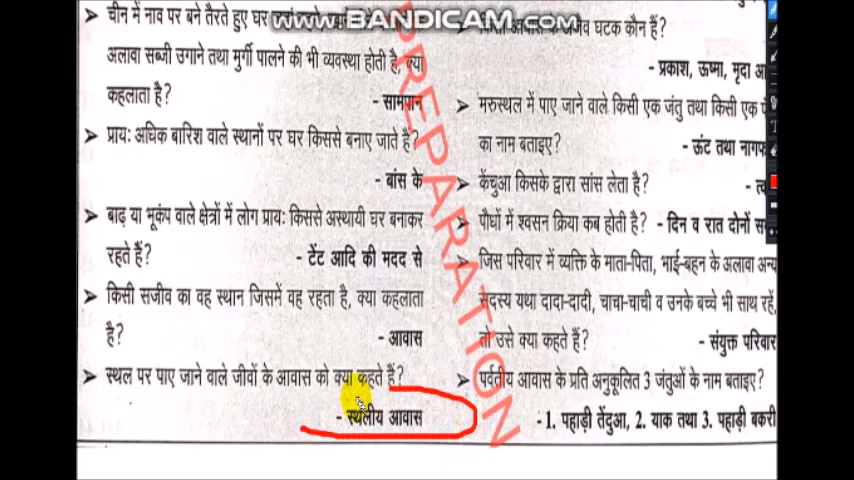 WWW.BANDICAM.COM
PREPARATION
➤ चीन में नाव पर बने तैरते हुए घर
अलावा सब्जी उगाने तथा मुर्गी पालने की भी व्यवस्था होती है, क्या
कहलाता है?
- सामपान
➤ प्राय: अधिक बारिश वाले स्थानों पर घर किससे बनाए जाते हैं?
- बांस के
➤ बाढ़ या भूकंप वाले क्षेत्रों में लोग प्राय: किससे अस्थायी घर बनाकर
रहते हैं? - टेंट आदि की मदद से
➤ किसी सजीव का वह स्थान जिसमें वह रहता है, क्या कहलाता
है? - आवास
➤ स्थल पर पाए जाने वाले जीवों के आवास को क्या कहते हैं?
- स्थलीय आवास
घटक कौन हैं?
- प्रकाश, ऊष्मा, मृदा
➤ मरुस्थल में पाए जाने वाले किसी एक जंतु तथा किसी एक
का नाम बताइए?
- ऊंट तथा
➤ केंचुआ किसके द्वारा सांस लेता है?
➤ पौधों में श्वसन क्रिया कब होती है? - दिन व रात दोनों
➤ जिस परिवार में व्यक्ति के माता-पिता, भाई-बहन के अलावा अन्य
सदस्य यथा दादा-दादी, चाचा-चाची व उनके बच्चे भी साथ रहें,
तो उसे क्या कहते हैं? - संयुक्त परिवार
➤ पर्वतीय आवास के प्रति अनुकूलित 3 जंतुओं के नाम बताइए?
- 1. पहाड़ी तेंदुआ, 2. याक तथा 3. पहाड़ी बकरी